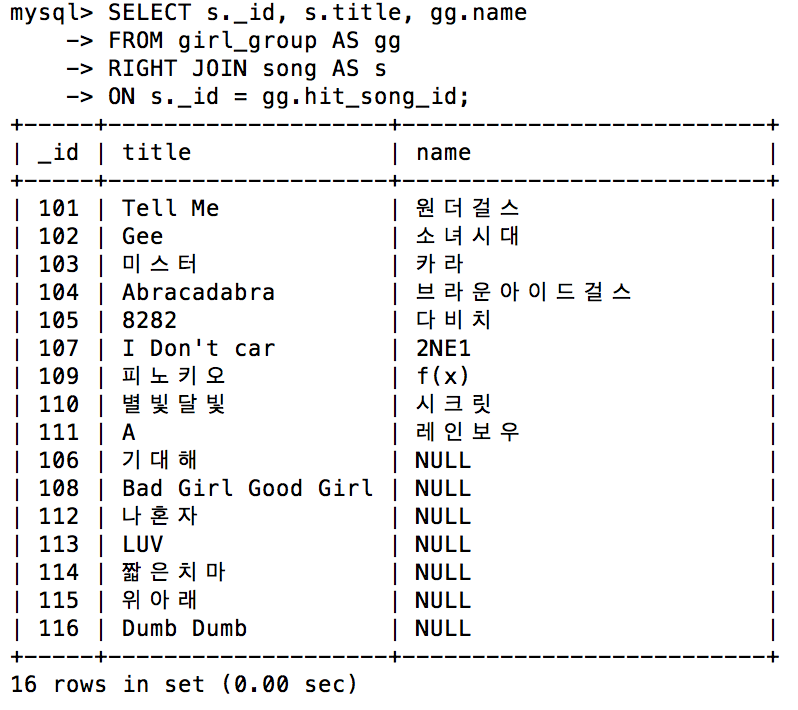 mysql> SELECT s._id, s.title, gg.name
    -> FROM girl_group AS gg
    -> RIGHT JOIN song AS s
    -> ON s._id = gg.hit_song_id;
+-----+---------------------+--------------------------+
| _id | title               | name                     |
+-----+---------------------+--------------------------+
| 101 | Tell Me             | 원더걸스                 |
| 102 | Gee                 | 소녀시대                 |
| 103 | 미스터              | 카라                     |
| 104 | Abracadabra         | 브라운아이드걸스         |
| 105 | 8282                | 다비치                   |
| 107 | I Don't car         | 2NE1                     |
| 109 | 피노키오            | f(x)                     |
| 110 | 별빛달빛            | 시크릿                   |
| 111 | A                   | 레인보우                 |
| 106 | 기대해              | NULL                     |
| 108 | Bad Girl Good Girl  | NULL                     |
| 112 | 나혼자              | NULL                     |
| 113 | LUV                 | NULL                     |
| 114 | 짧은치마            | NULL                     |
| 115 | 위아래              | NULL                     |
| 116 | Dumb Dumb           | NULL                     |
+-----+---------------------+--------------------------+
16 rows in set (0.00 sec)